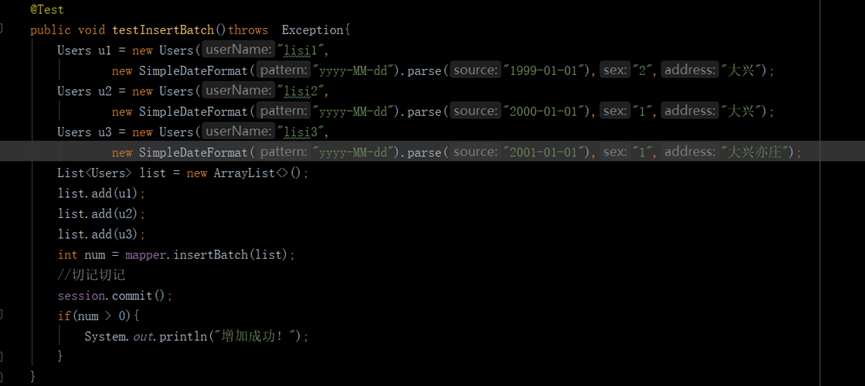 @Test
public void testInsertBatch()throws  Exception{
Users u1 = new Users( userName: "lisi1",
new SimpleDateFormat( pattern: "yyyy-MM-dd").parse( source: "1999-01-01"), sex: "2", address: "大兴");
Users u2 = new Users( userName: "lisi2",
new SimpleDateFormat( pattern: "yyyy-MM-dd").parse( source: "2000-01-01"), sex: "1", address: "大兴");
Users u3 = new Users( userName: "lisi3",
new SimpleDateFormat( pattern: "yyyy-MM-dd").parse( source: "2001-01-01"), sex: "1", address: "大兴亦庄");
List<Users> list = new ArrayList<>();
list.add(u1);
list.add(u2);
list.add(u3);
int num = mapper.insertBatch(list);
//切记切记
session.commit();
if(num > 0){
System.out.println("增加成功！");
}
}